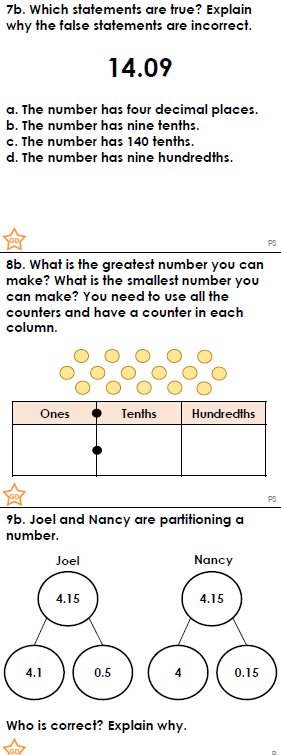 7b. Which statements are true? Explain
why the false statements are incorrect.
14.09
a. The number has four decimal places.
b. The number has nine tenths.
c. The number has 140 tenths.
d. The number has nine hundredths.
GD
PS
8b. What is the greatest number you can
make? What is the smallest number you
can make? You need to use all the
counters and have a counter in each
column.
Ones Tenths Hundredths
GD
PS
9b. Joel and Nancy are partitioning a
number.
Joel Nancy
4.15 4.15
4.1 0.5 4 0.15
Who is correct? Explain why.
GD